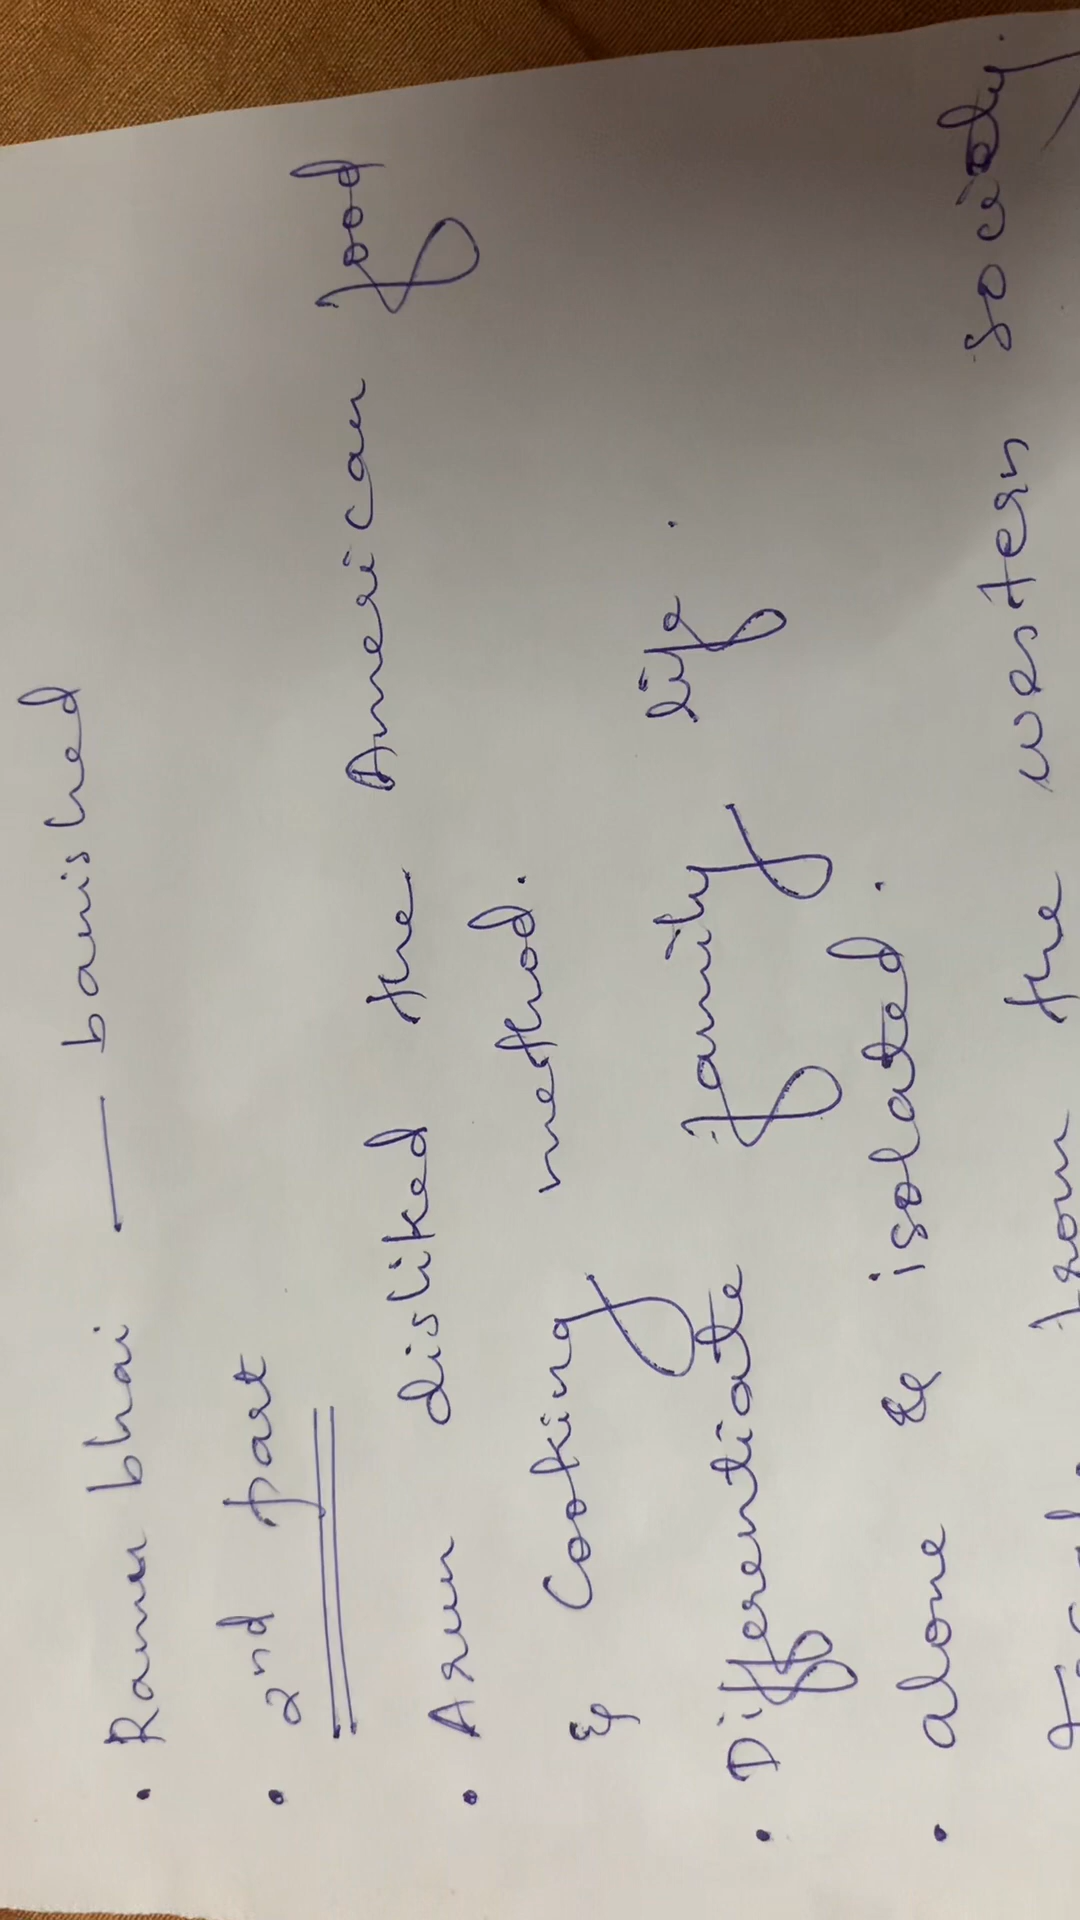 • Ramu bhai — banished
• 2nd part
• Arun disliked the American food
& Cooking method.
• Differentiate family life.
• alone & isolated.
from the western society.